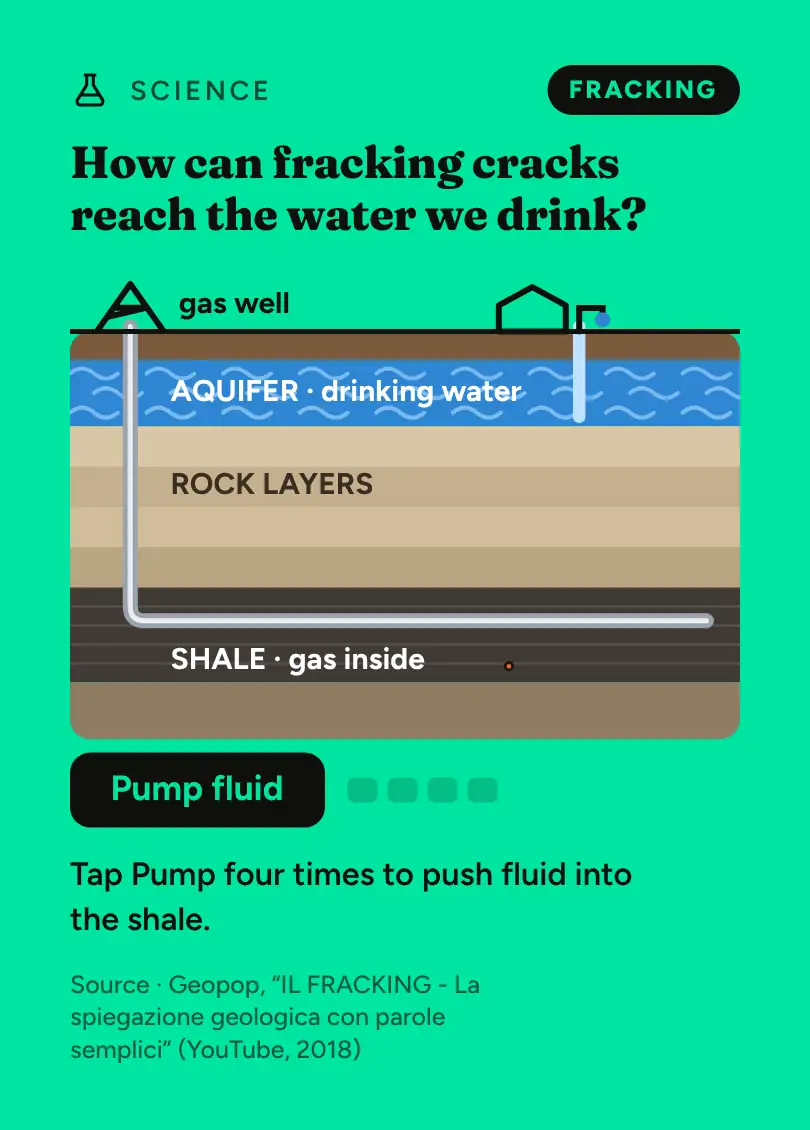 SCIENCE
FRACKING
How can fracking cracks
reach the water we drink?
gas well
AQUIFER · drinking water
ROCK LAYERS
SHALE · gas inside
Pump fluid
Tap Pump four times to push fluid into
the shale.
Source · Geopop, “IL FRACKING - La
spiegazione geologica con parole
semplici” (YouTube, 2018)